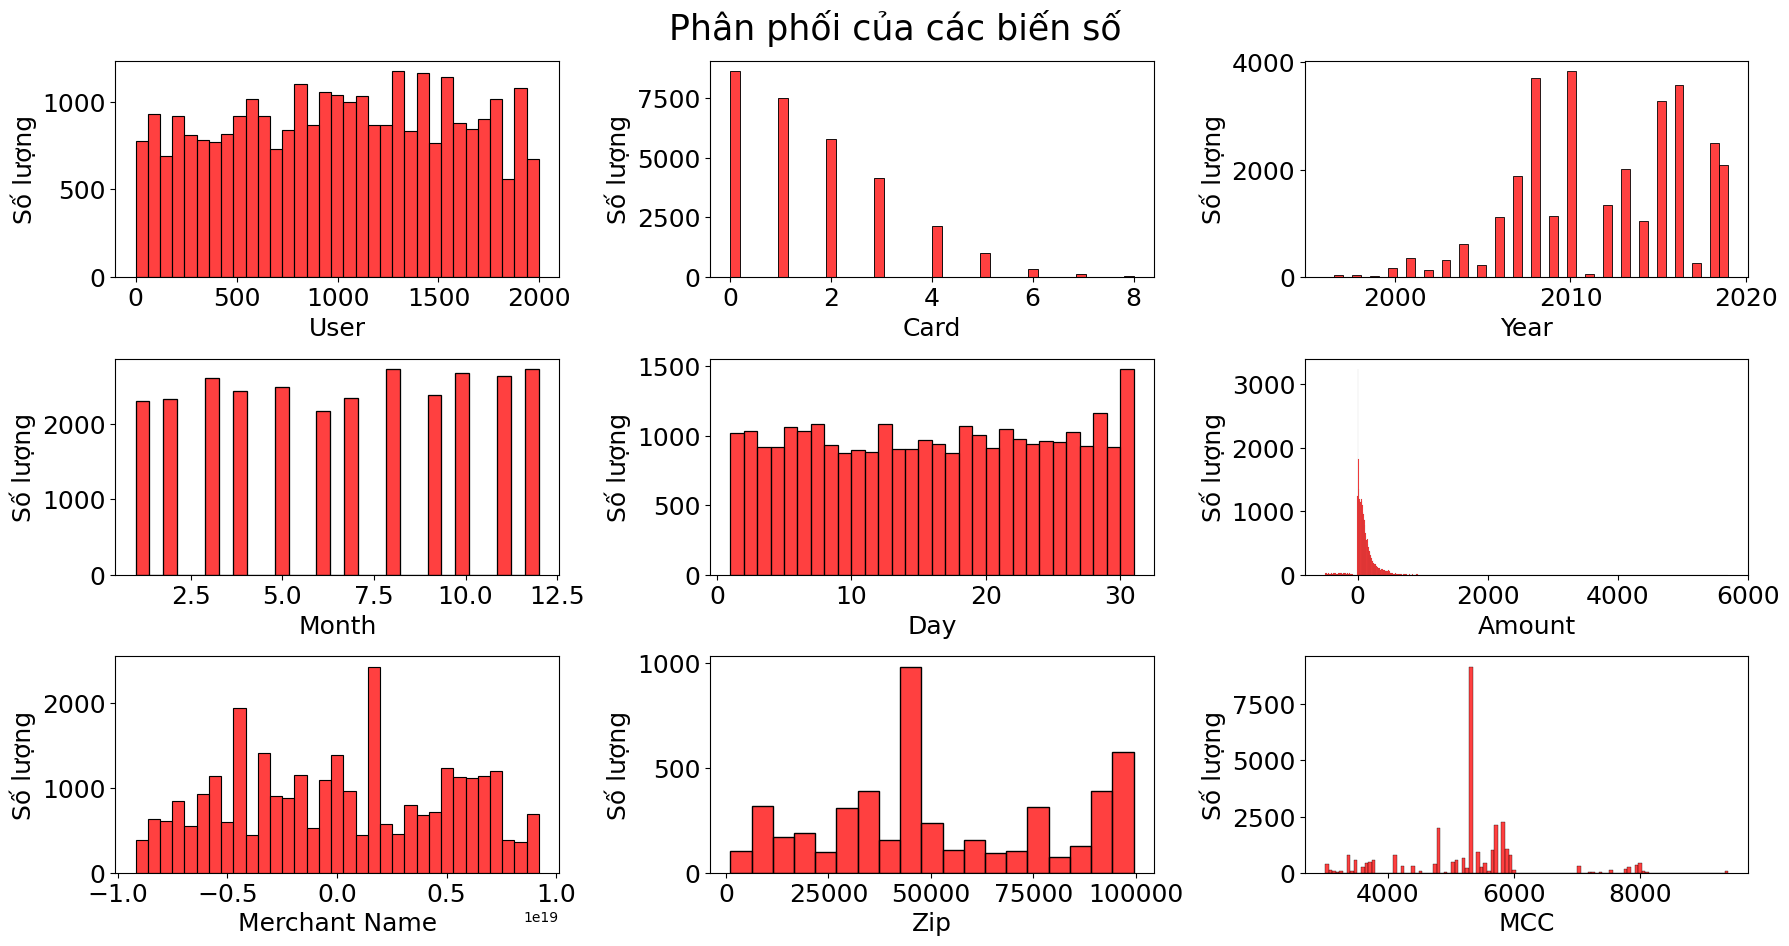 Phân phối của các biến số
Số lượng
1000
500
0
0 500 1000 1500 2000
User
Số lượng
7500
5000
2500
0
0 2 4 6 8
Card
Số lượng
4000
2000
0
2000 2010 2020
Year
Số lượng
2000
1000
0
2.5 5.0 7.5 10.0 12.5
Month
Số lượng
1500
1000
500
0
0 10 20 30
Day
Số lượng
3000
2000
1000
0
0 2000 4000 6000
Amount
Số lượng
2000
1000
0
−1.0 −0.5 0.0 0.5 1.0
1e19
Merchant Name
Số lượng
1000
500
0
0 25000 50000 75000 100000
Zip
Số lượng
7500
5000
2500
0
4000 6000 8000
MCC